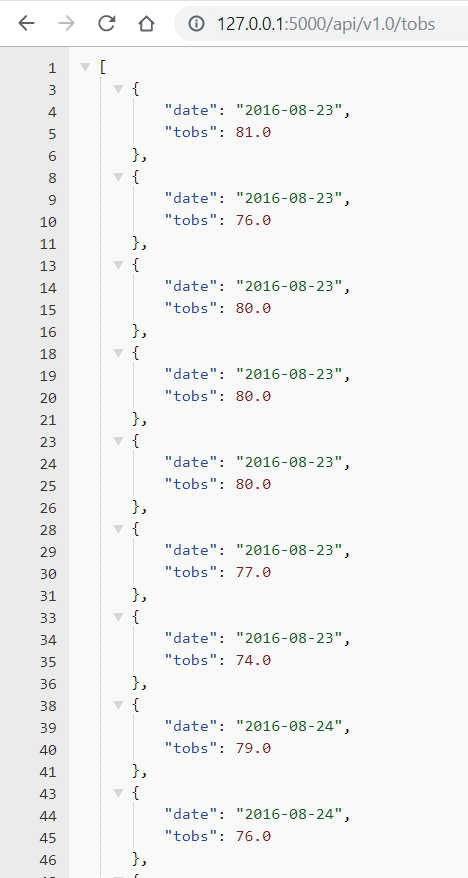 127.0.0.1:5000/api/v1.0/tobs
1 [
3 {
4 "date": "2016-08-23",
5 "tobs": 81.0
6 },
8 {
9 "date": "2016-08-23",
10 "tobs": 76.0
11 },
13 {
14 "date": "2016-08-23",
15 "tobs": 80.0
16 },
18 {
19 "date": "2016-08-23",
20 "tobs": 80.0
21 },
23 {
24 "date": "2016-08-23",
25 "tobs": 80.0
26 },
28 {
29 "date": "2016-08-23",
30 "tobs": 77.0
31 },
33 {
34 "date": "2016-08-23",
35 "tobs": 74.0
36 },
38 {
39 "date": "2016-08-24",
40 "tobs": 79.0
41 },
43 {
44 "date": "2016-08-24",
45 "tobs": 76.0
46 },